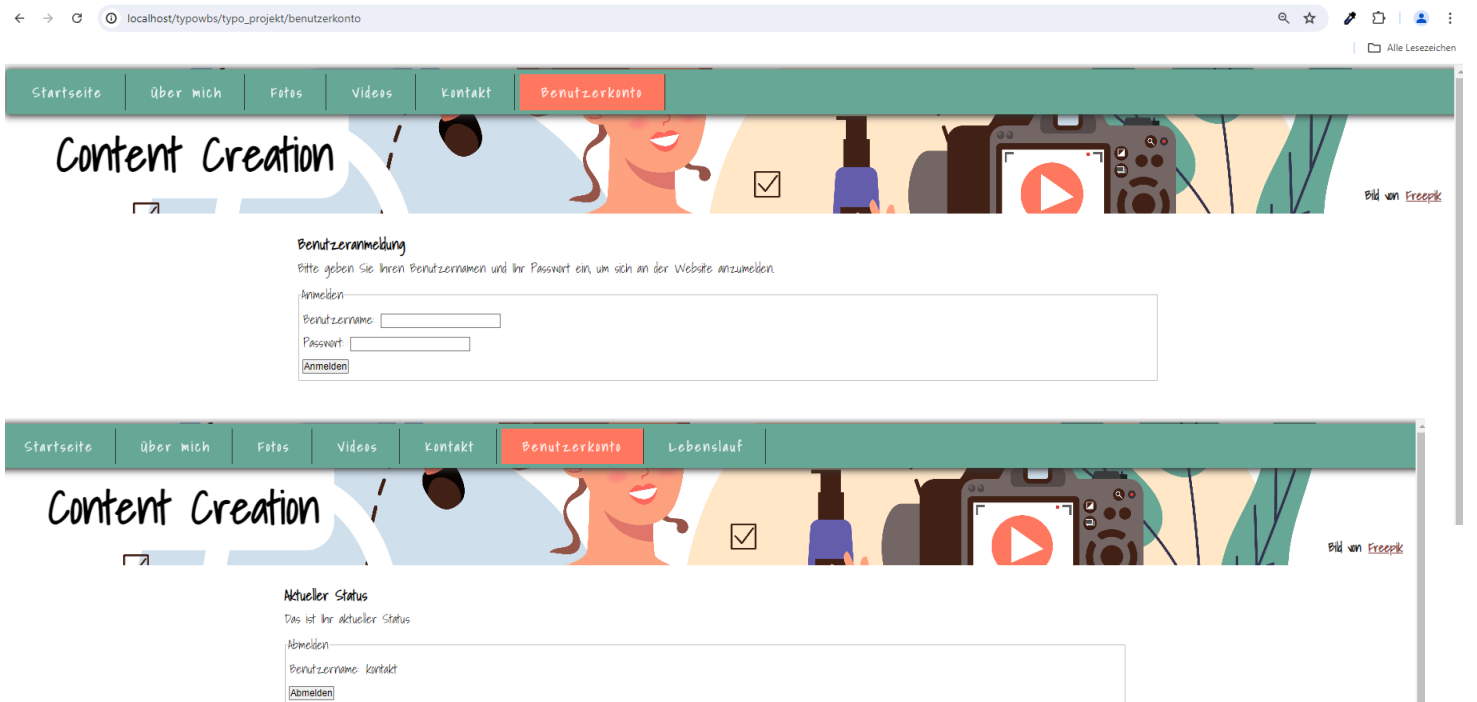 localhost/typowbs/typo_projekt/benutzerkonto
Alle Lesezeichen
Startseite über mich Fotos Videos Kontakt Benutzerkonto
Content Creation
Bild von Freepik
Benutzeranmeldung
Bitte geben Sie Ihren Benutzernamen und Ihr Passwort ein, um sich an der Website anzumelden.
Anmelden
Benutzername:
Passwort:
Anmelden
Startseite über mich Fotos Videos Kontakt Benutzerkonto Lebenslauf
Content Creation
Bild von Freepik
Aktueller Status
Das ist Ihr aktueller Status
Abmelden
Benutzername: kontakt
Abmelden